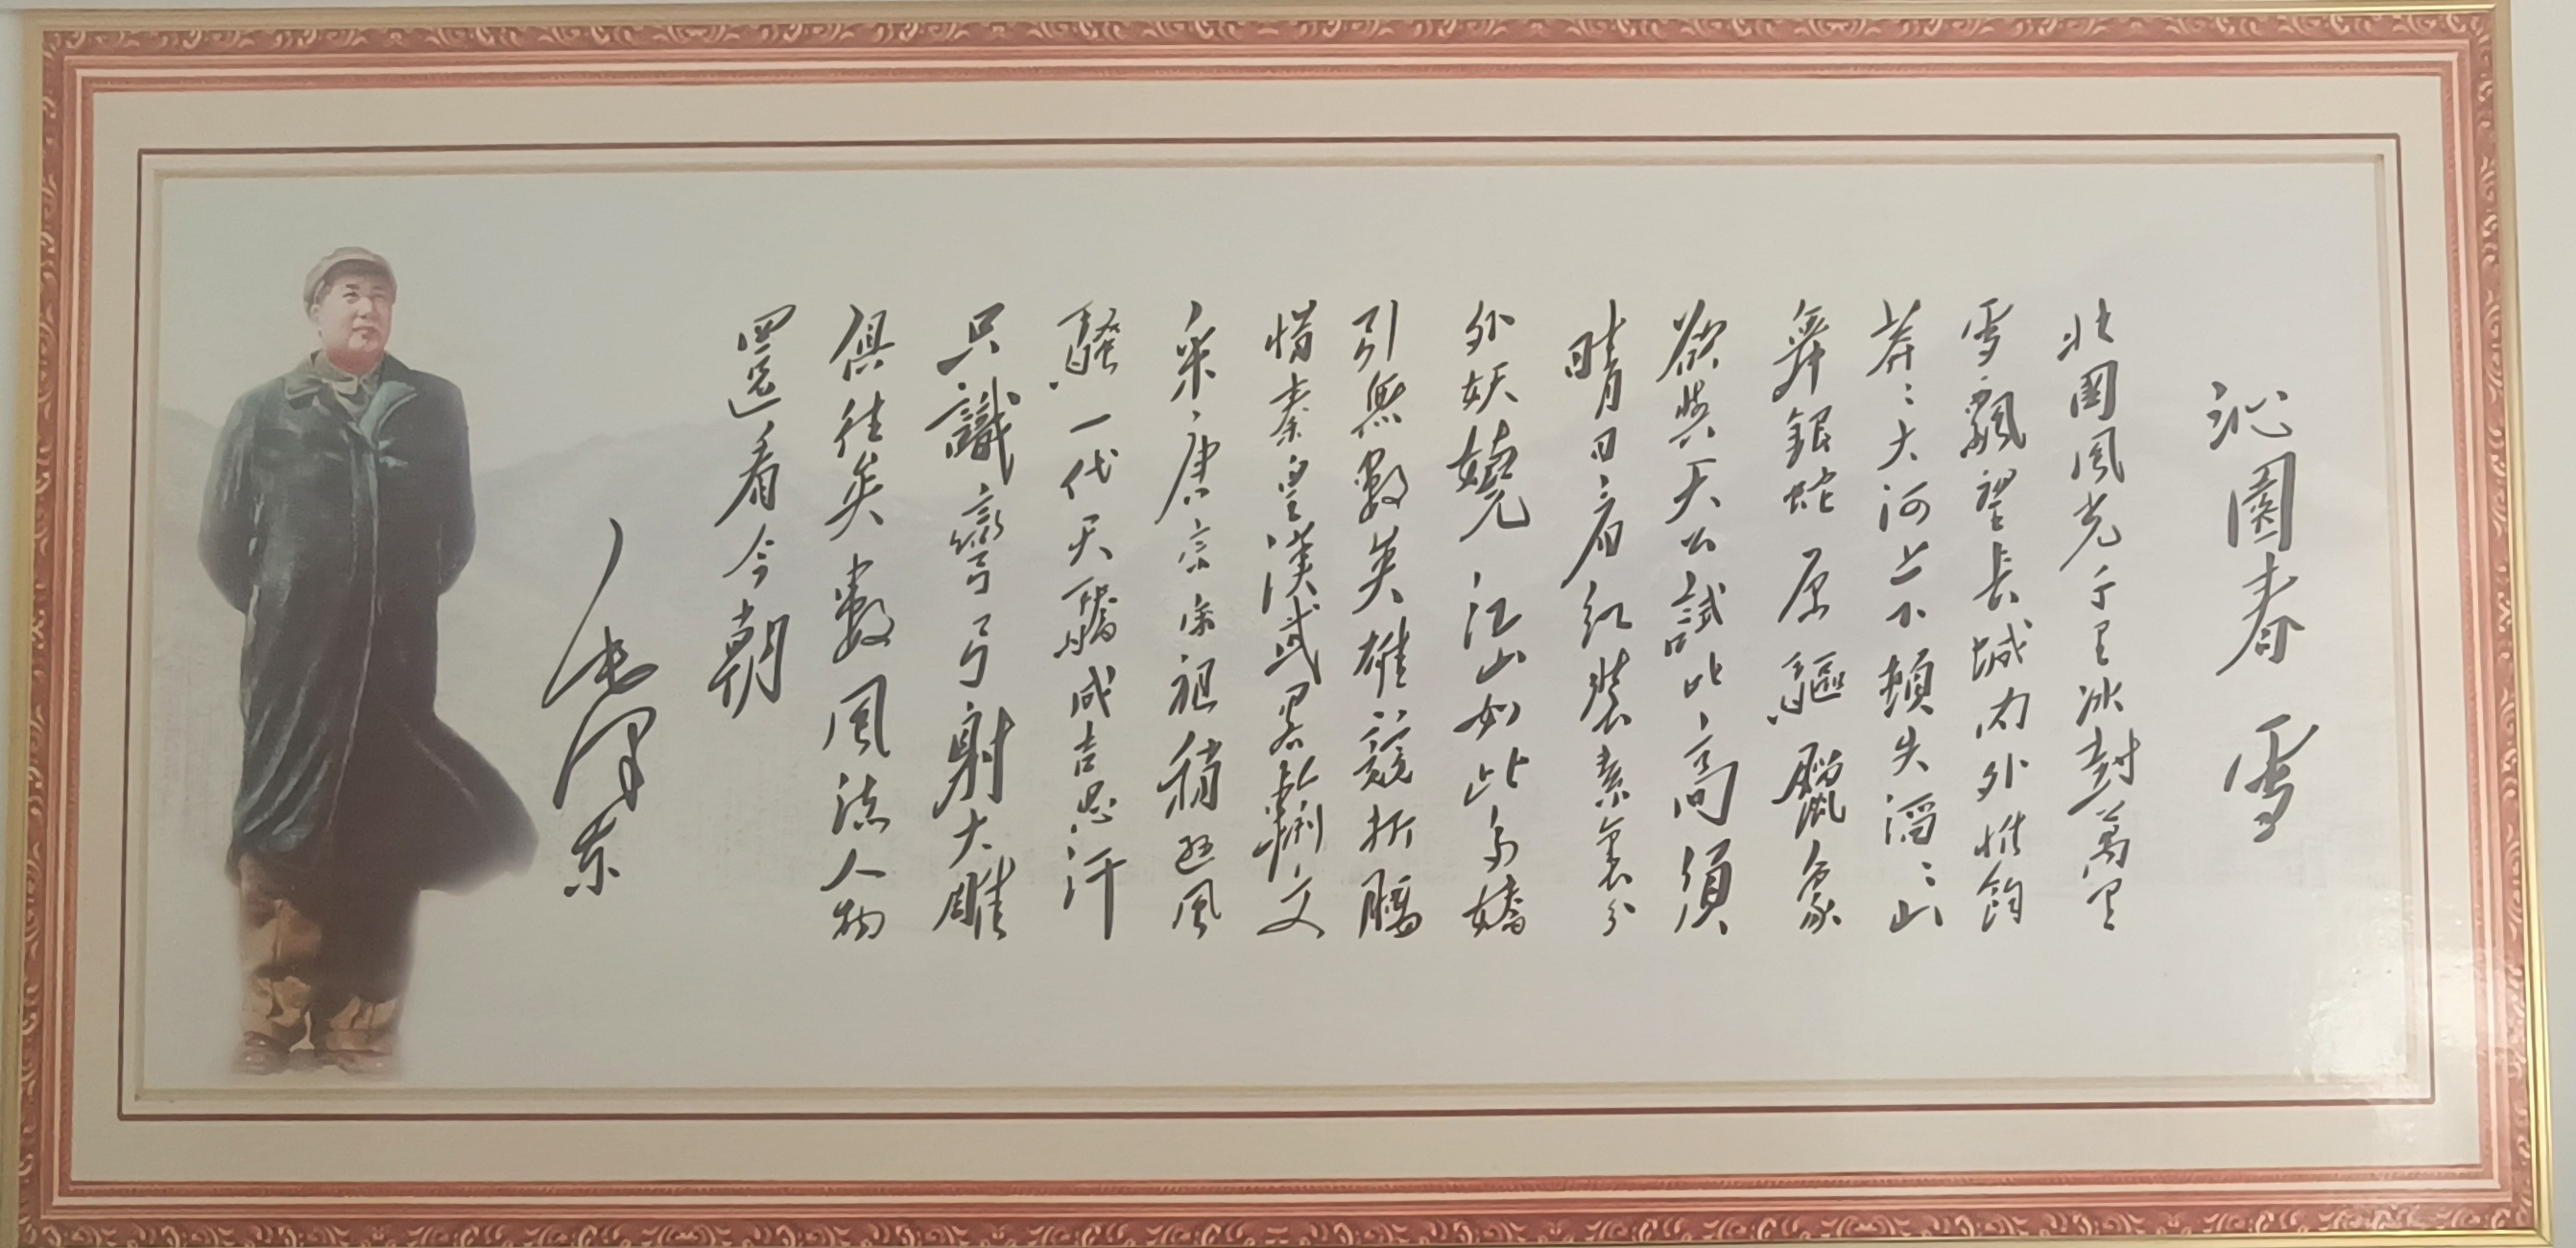 沁園春 雪
北國風光千里冰封萬里
雪飄望長城内外惟餘
莽〻大河上下頓失滔〻山
舞銀蛇原驅臘象
欲與天公試比高須
晴日看紅裝素裹分
外妖嬈江山如此多嬌
引無數英雄競折腰
惜秦皇漢武略輸文
采唐宗宋祖稍遜風
騷一代天驕成吉思汗
只識彎弓射大雕
俱往矣數風流人物
還看今朝
毛澤东